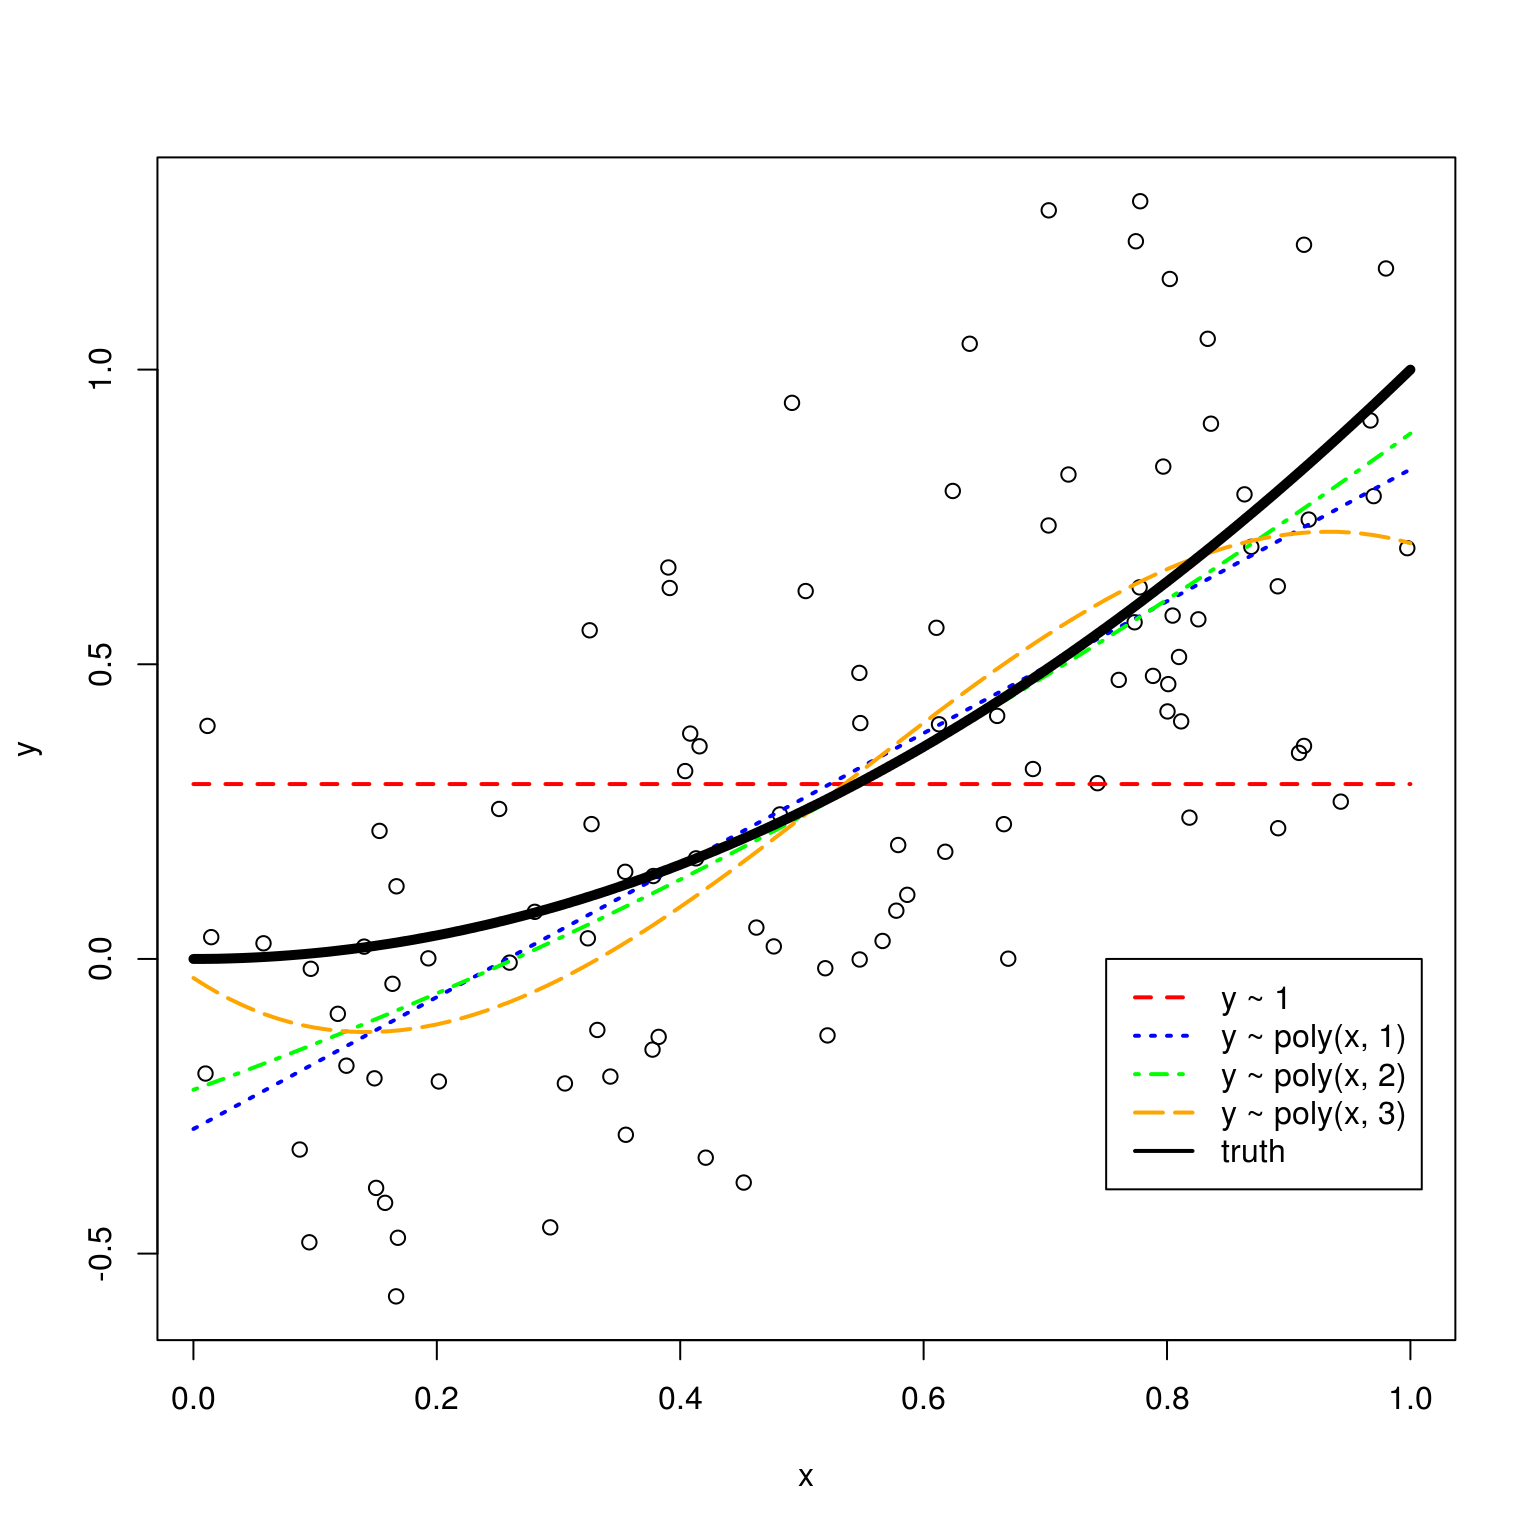 1.0
0.5
0.0
-0.5
y
0.0 0.2 0.4 0.6 0.8 1.0
x
y ~ 1
y ~ poly(x, 1)
y ~ poly(x, 2)
y ~ poly(x, 3)
truth